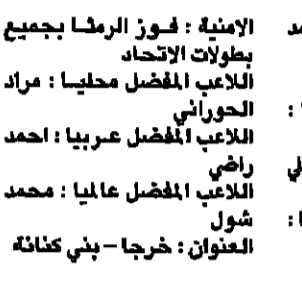 الامنية : فوز الرمثا بجميع
بطولات الاتحاد
اللاعب المفضل محليا : مراد
الحوراني
اللاعب المفضل عربيا : احمد
راضي
اللاعب المفضل عالميا : محمد
شول
العنوان : خرجا – بني كنانة